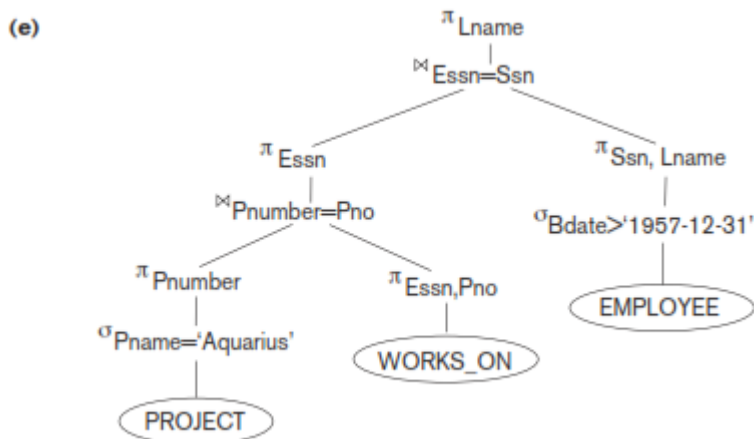 (e)
π Lname
⋈ Essn=Ssn
π Essn
π Ssn, Lname
⋈ Pnumber=Pno
σ Bdate>‘1957-12-31’
π Pnumber
π Essn,Pno
EMPLOYEE
σ Pname=‘Aquarius’
WORKS_ON
PROJECT